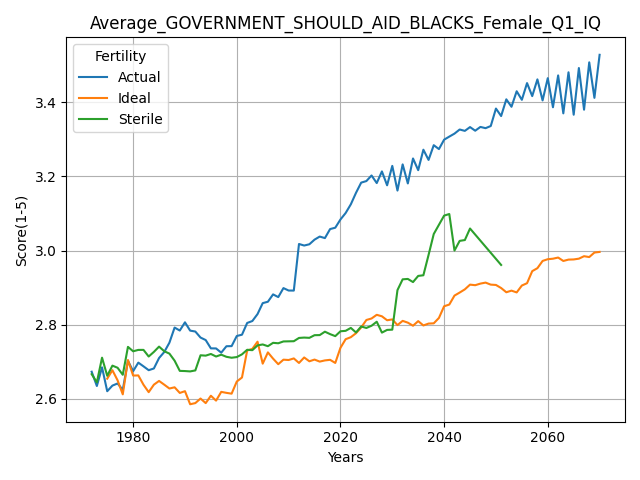 Average_GOVERNMENT_SHOULD_AID_BLACKS_Female_Q1_IQ
Fertility
Actual
Ideal
Sterile
Score(1-5)
3.4
3.2
3.0
2.8
2.6
1980
2000
2020
2040
2060
Years